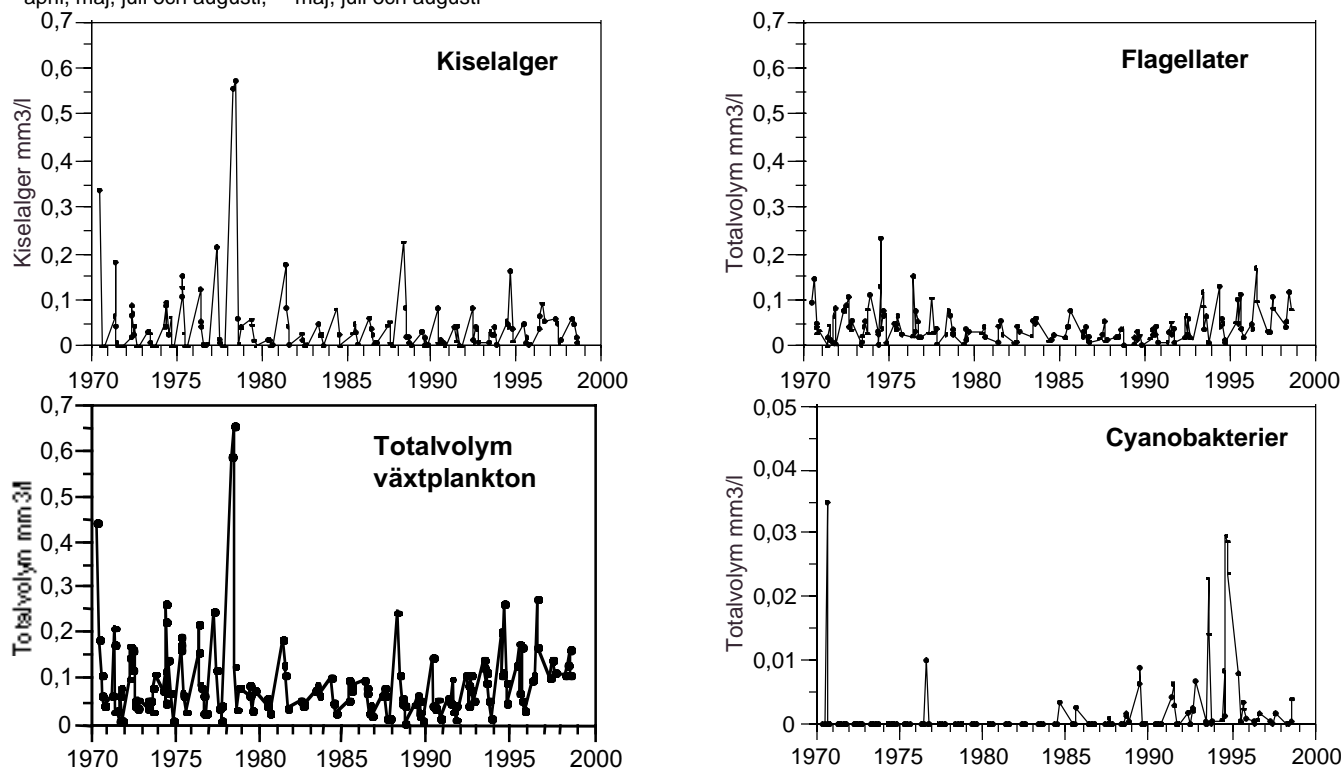 april, maj, juli och augusti, maj, juli och augusti
0,7
0,6
0,5
0,4
0,3
0,2
0,1
0
Kiselalger mm3/l
Kiselalger
1970 1975 1980 1985 1990 1995 2000
0,7
0,6
0,5
0,4
0,3
0,2
0,1
0
Totalvolym mm3/l
Flagellater
1970 1975 1980 1985 1990 1995 2000
0,7
0,6
0,5
0,4
0,3
0,2
0,1
0
Totalvolym mm3/l
Totalvolym
växtplankton
1970 1975 1980 1985 1990 1995 2000
0,05
0,04
0,03
0,02
0,01
0
Totalvolym mm3/l
Cyanobakterier
1970 1975 1980 1985 1990 1995 2000